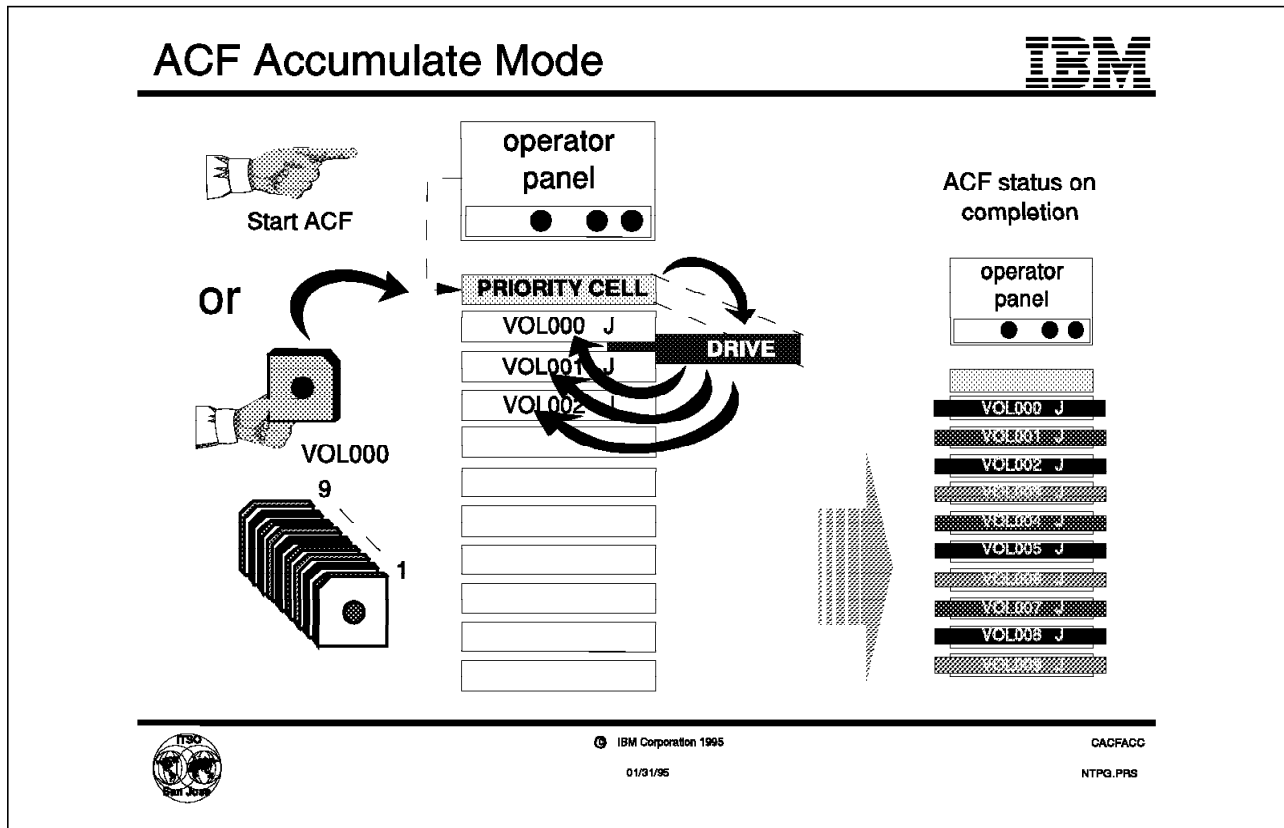 ACF Accumulate Mode
IBM
Start ACF
or
VOL000
9
1
operator
panel
PRIORITY CELL
VOL000 J
VOL001 J
VOL002 J
DRIVE
ACF status on
completion
operator
panel
VOL000 J
VOL001 J
VOL002 J
VOL004 J
VOL005 J
VOL007 J
VOL008 J
ITSO
San Jose
© IBM Corporation 1995
01/31/95
CACFACC
NTPG.PRS